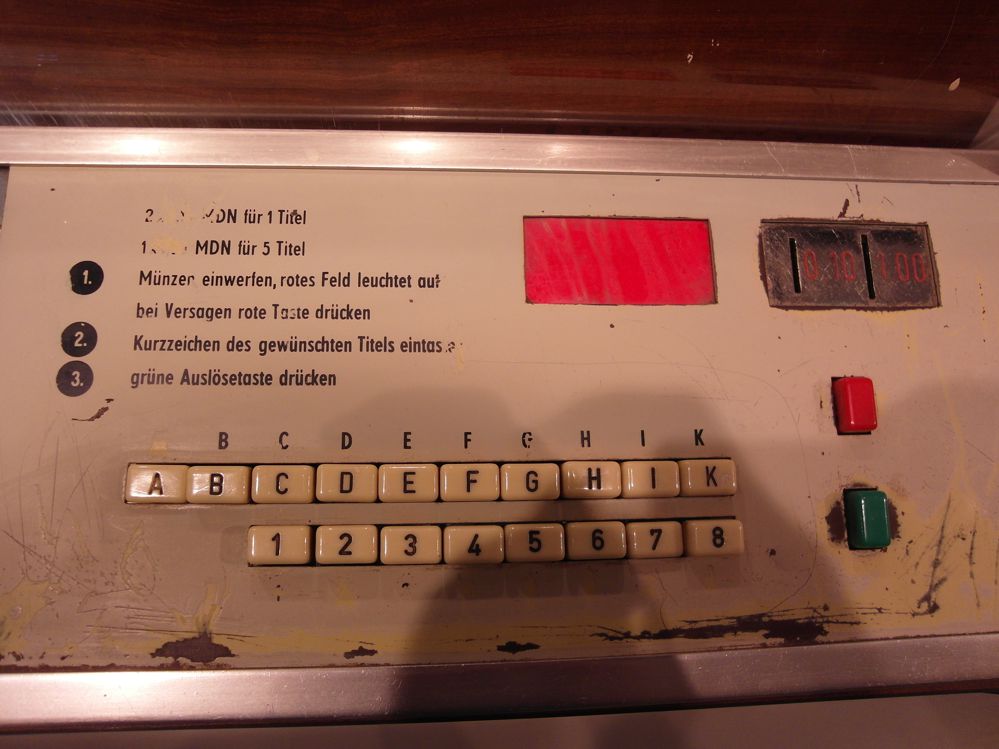 MDN für 1 Titel
MDN für 5 Titel
1. Münzen einwerfen, rotes Feld leuchtet auf
bei Versagen rote Taste drücken
2. Kurzzeichen des gewünschten Titels
3. grüne Auslösetaste drücken
0.10 1.00
B C D E F G H I K
A B C D E F G H I K
1 2 3 4 5 6 7 8